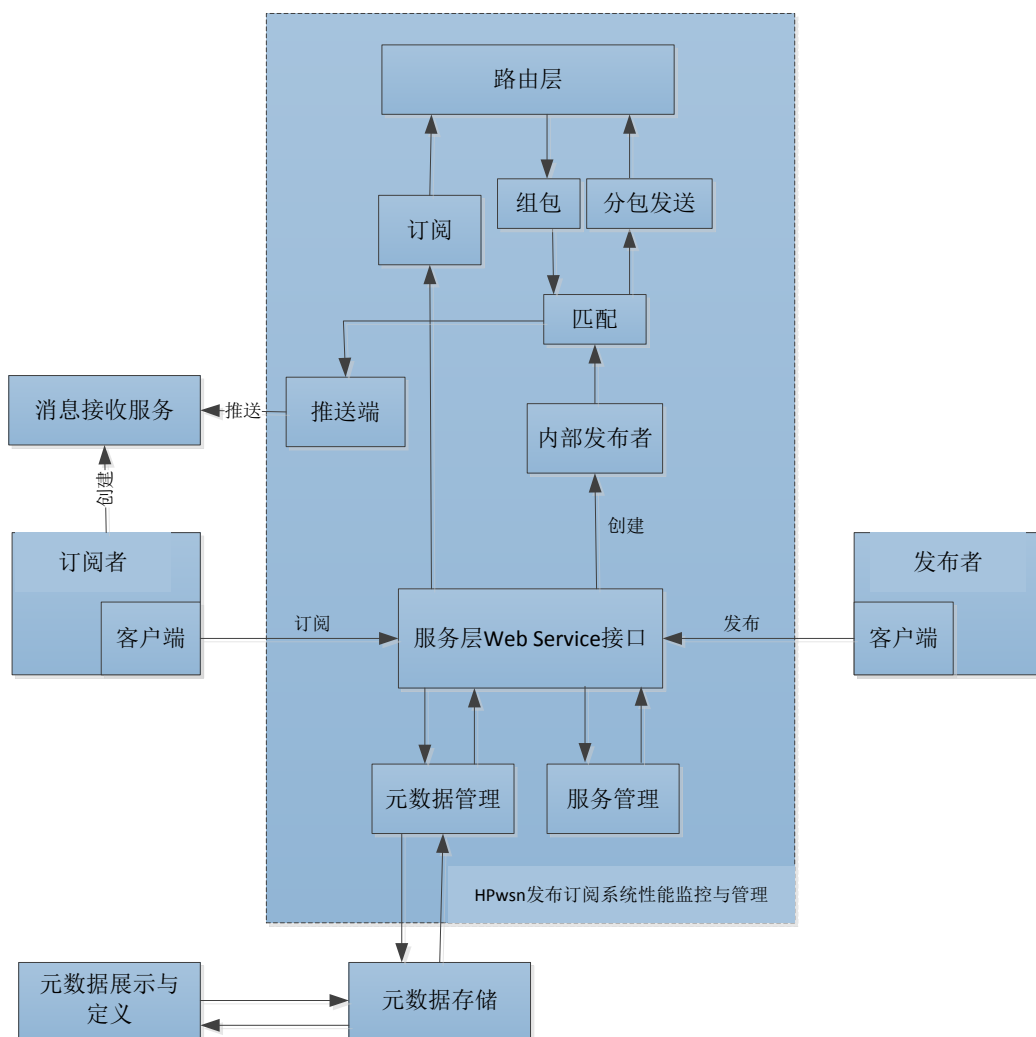 路由层
组包
分包发送
订阅
匹配
消息接收服务
推送
推送端
内部发布者
创建
创建
订阅者
发布者
客户端
订阅
服务层Web Service接口
发布
客户端
元数据管理
服务管理
HPwsn发布订阅系统性能监控与管理
元数据展示与
定义
元数据存储